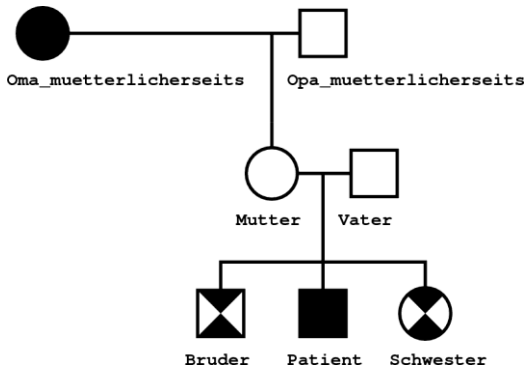 Oma_muetterlicherseits
Opa_muetterlicherseits
Mutter
Vater
Bruder
Patient
Schwester